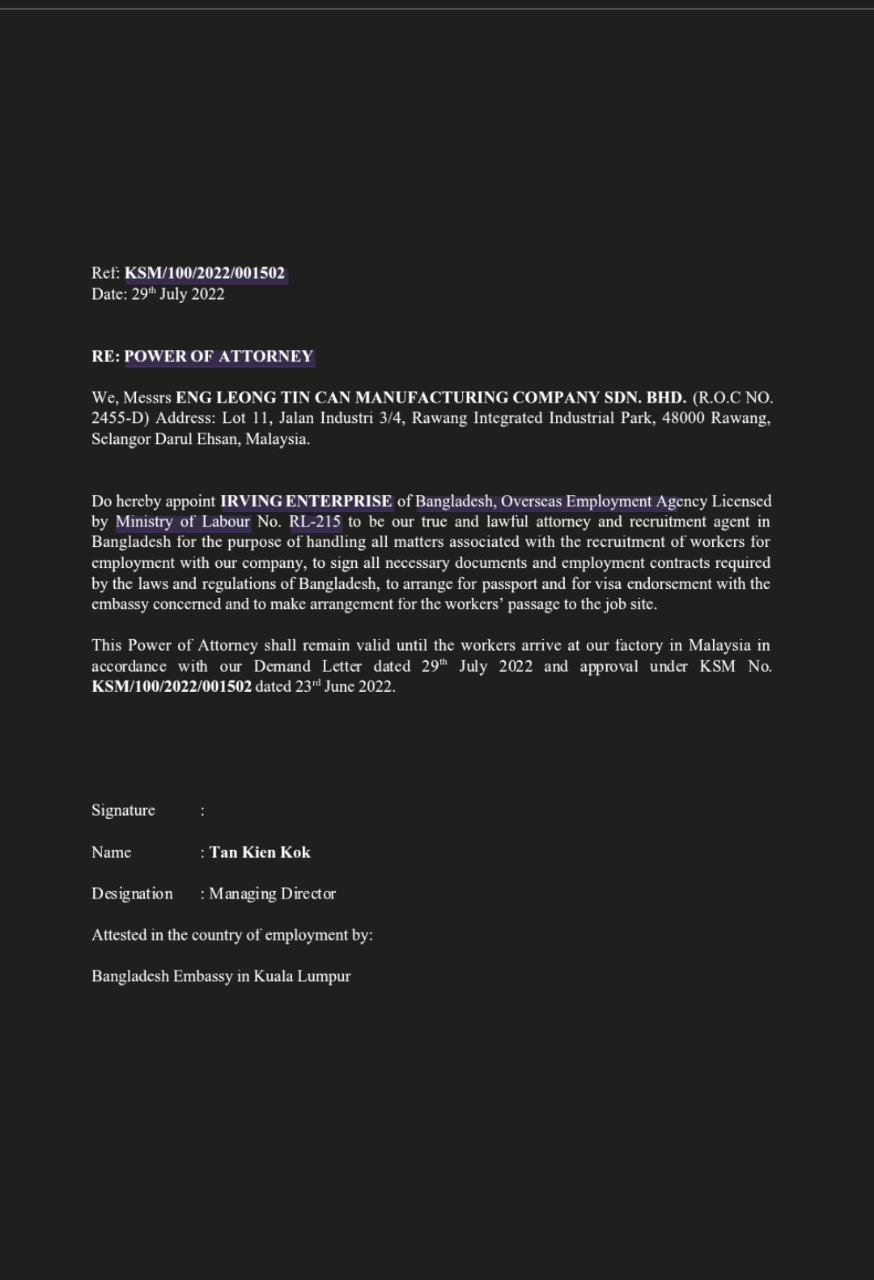 Ref: KSM/100/2022/001502
Date: 29th July 2022
RE: POWER OF ATTORNEY
We, Messrs ENG LEONG TIN CAN MANUFACTURING COMPANY SDN. BHD. (R.O.C NO.
2455-D) Address: Lot 11, Jalan Industri 3/4, Rawang Integrated Industrial Park, 48000 Rawang,
Selangor Darul Ehsan, Malaysia.
Do hereby appoint IRVING ENTERPRISE of Bangladesh, Overseas Employment Agency Licensed
by Ministry of Labour No. RL-215 to be our true and lawful attorney and recruitment agent in
Bangladesh for the purpose of handling all matters associated with the recruitment of workers for
employment with our company, to sign all necessary documents and employment contracts required
by the laws and regulations of Bangladesh, to arrange for passport and for visa endorsement with the
embassy concerned and to make arrangement for the workers’ passage to the job site.
This Power of Attorney shall remain valid until the workers arrive at our factory in Malaysia in
accordance with our Demand Letter dated 29th July 2022 and approval under KSM No.
KSM/100/2022/001502 dated 23rd June 2022.
Signature :
Name : Tan Kien Kok
Designation : Managing Director
Attested in the country of employment by:
Bangladesh Embassy in Kuala Lumpur